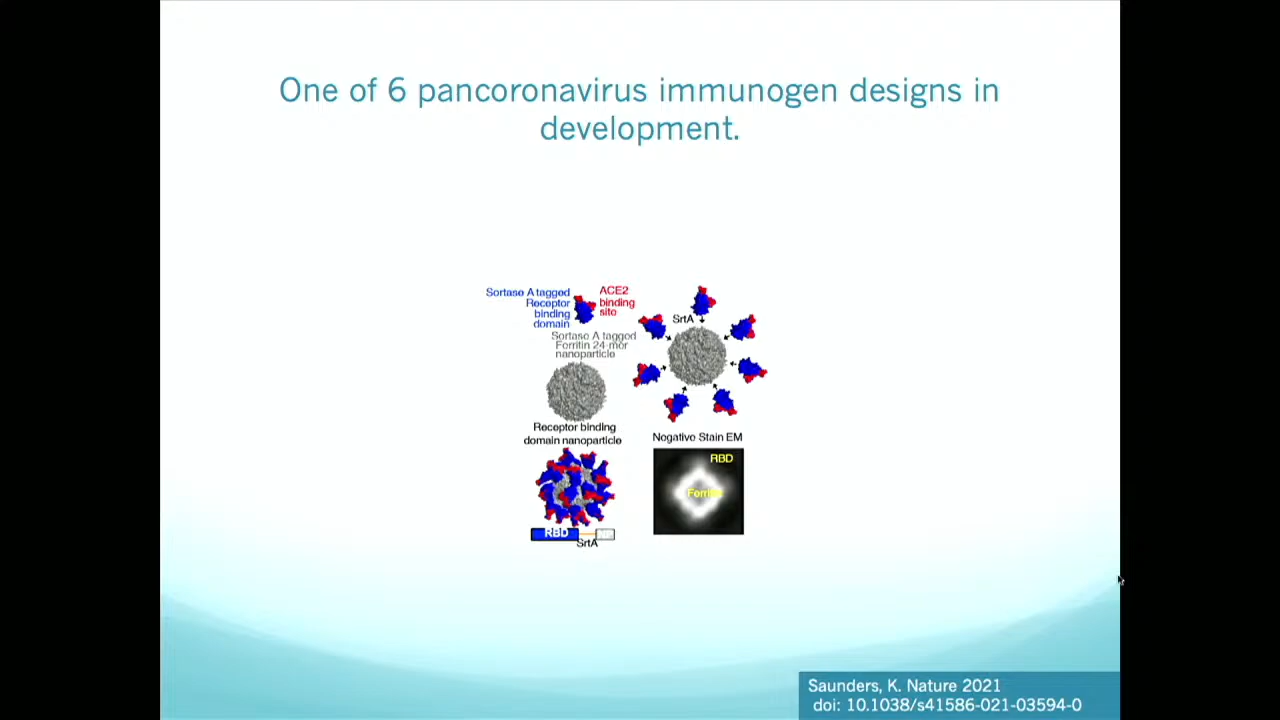 One of 6 pancoronavirus immunogen designs in
development.
Sortase A tagged
Receptor
binding
domain
ACE2
binding
site
Sortase A tagged
Ferritin 24-mer
nanoparticle
SrtA
Receptor binding
domain nanoparticle
Negative Stain EM
RBD
Ferritin
RBD
SrtA
Saunders, K. Nature 2021
doi: 10.1038/s41586-021-03594-0